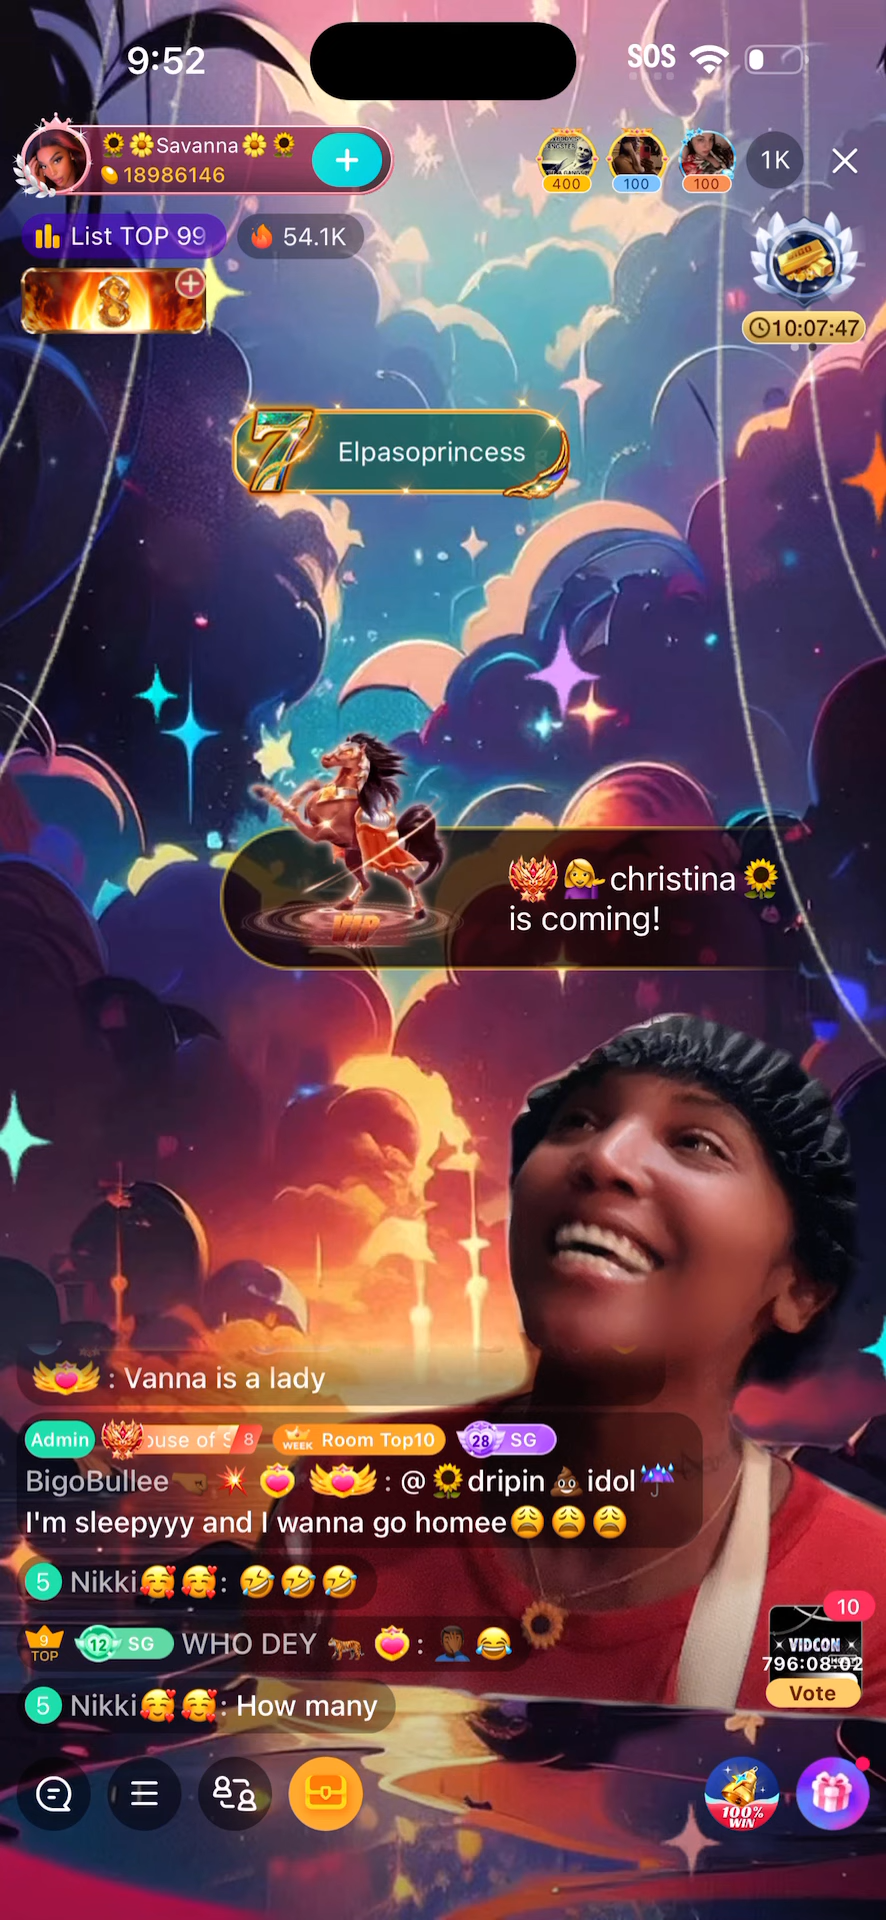 9:52
SOS
🌻🌼Savanna🌼🌻
18986146
400
100
100
1K
List TOP 99
54.1K
8
10:07:47
7 Elpasoprincess
💁‍♀️christina🌻
is coming!
VIP
: Vanna is a lady
Admin
8
WEEK Room Top10
28 SG
BigoBullee🤜💥 : @🌻dripin💩idol☔
I'm sleepyyy and I wanna go homee😩😩😩
5 Nikki🥰🥰: 🤣🤣🤣
9 TOP 12 SG WHO DEY 🐅 : 🤦🏾‍♂️😂
5 Nikki🥰🥰: How many
10
VIDCON
796:08:02
Vote
100%
WIN